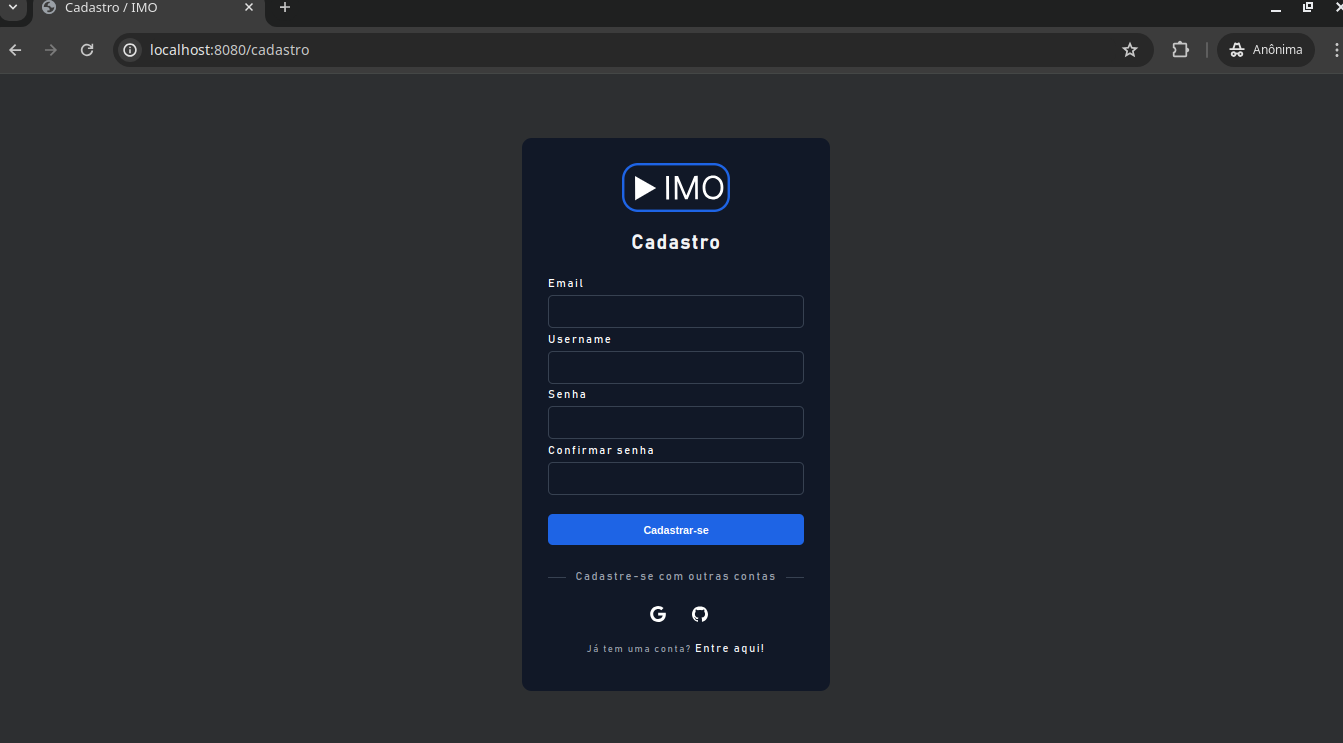 Cadastro / IMO
localhost:8080/cadastro
Anônima
IMO
Cadastro
Email
Username
Senha
Confirmar senha
Cadastrar-se
Cadastre-se com outras contas
Já tem uma conta? Entre aqui!